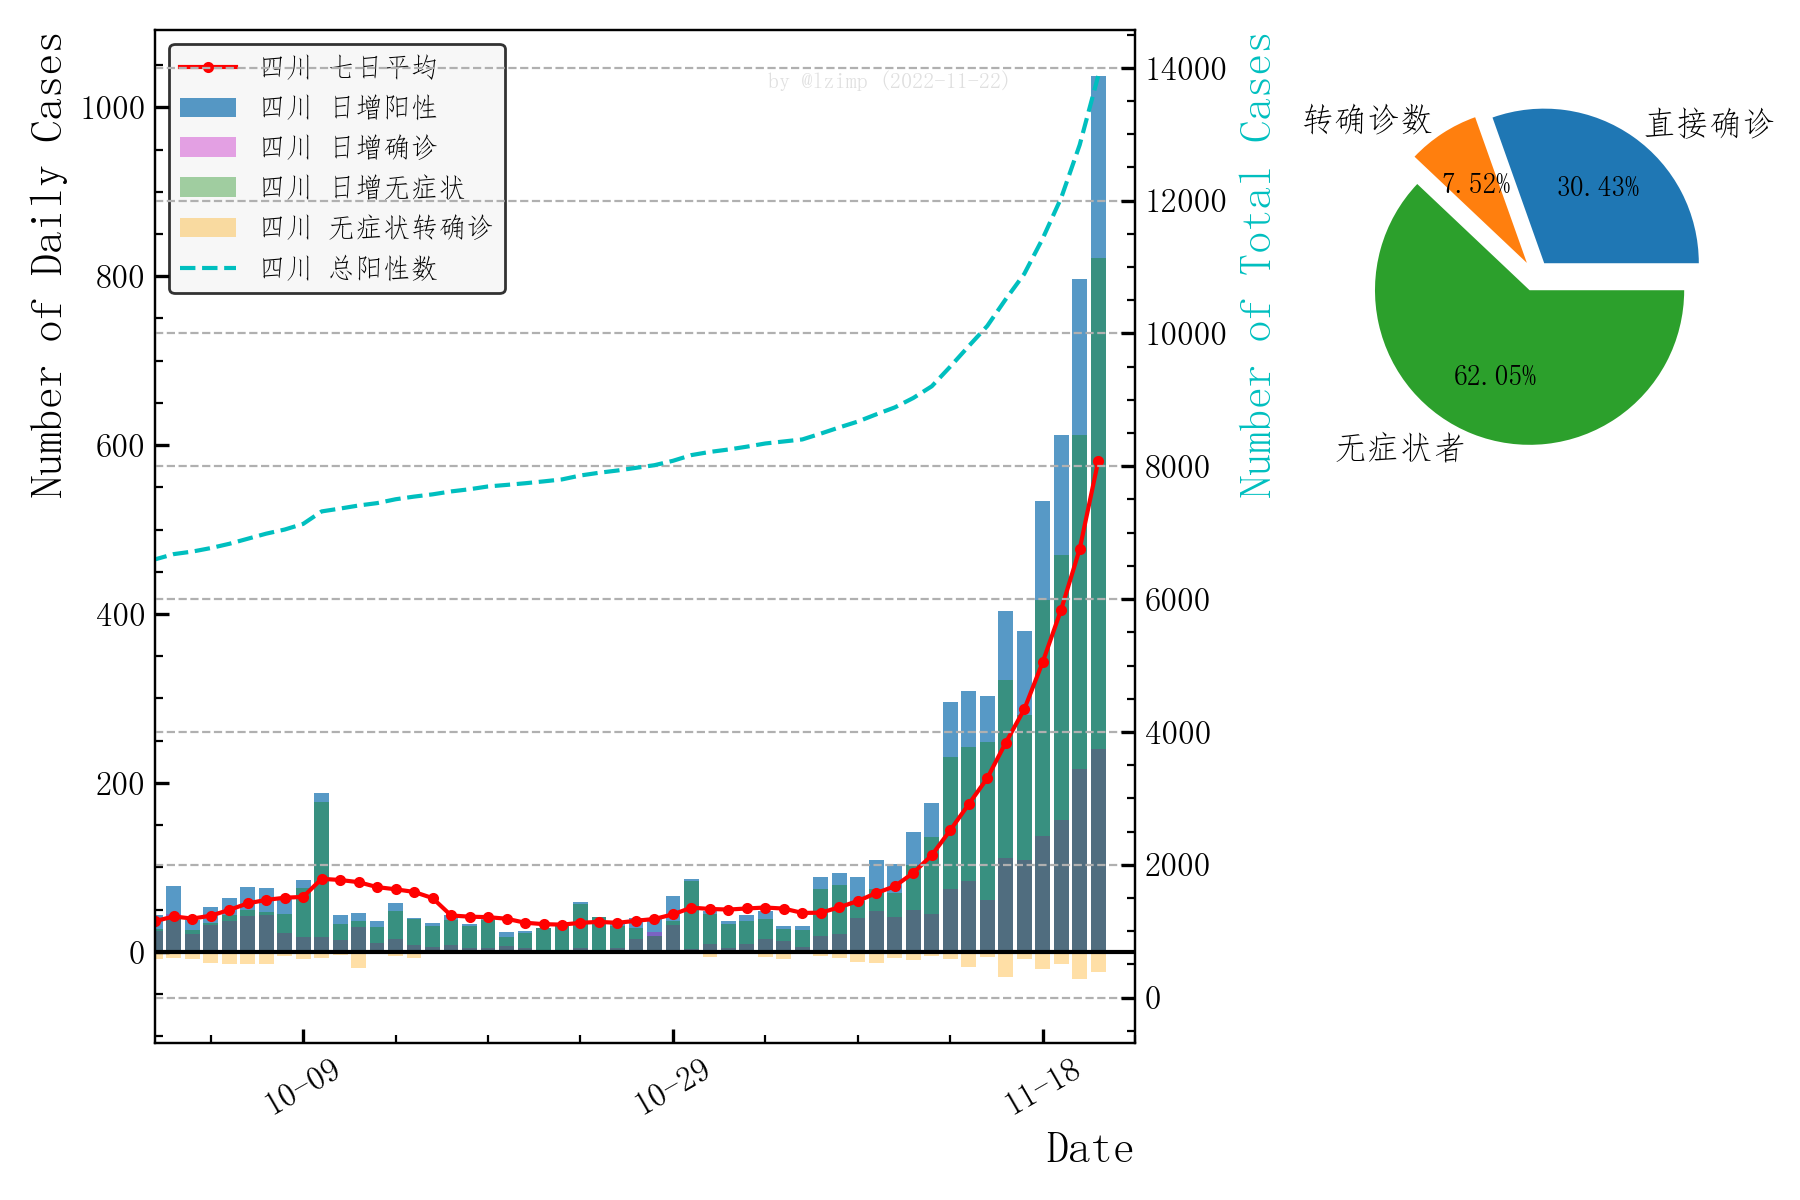 Number of Daily Cases
1000
800
600
400
200
0
四川 七日平均
四川 日增阳性
四川 日增确诊
四川 日增无症状
四川 无症状转确诊
四川 总阳性数
by @lzimp (2022-11-22)
14000
12000
10000
8000
6000
4000
2000
0
Number of Total Cases
10-09
10-29
11-18
Date
转确诊数
直接确诊
7.52%
30.43%
62.05%
无症状者